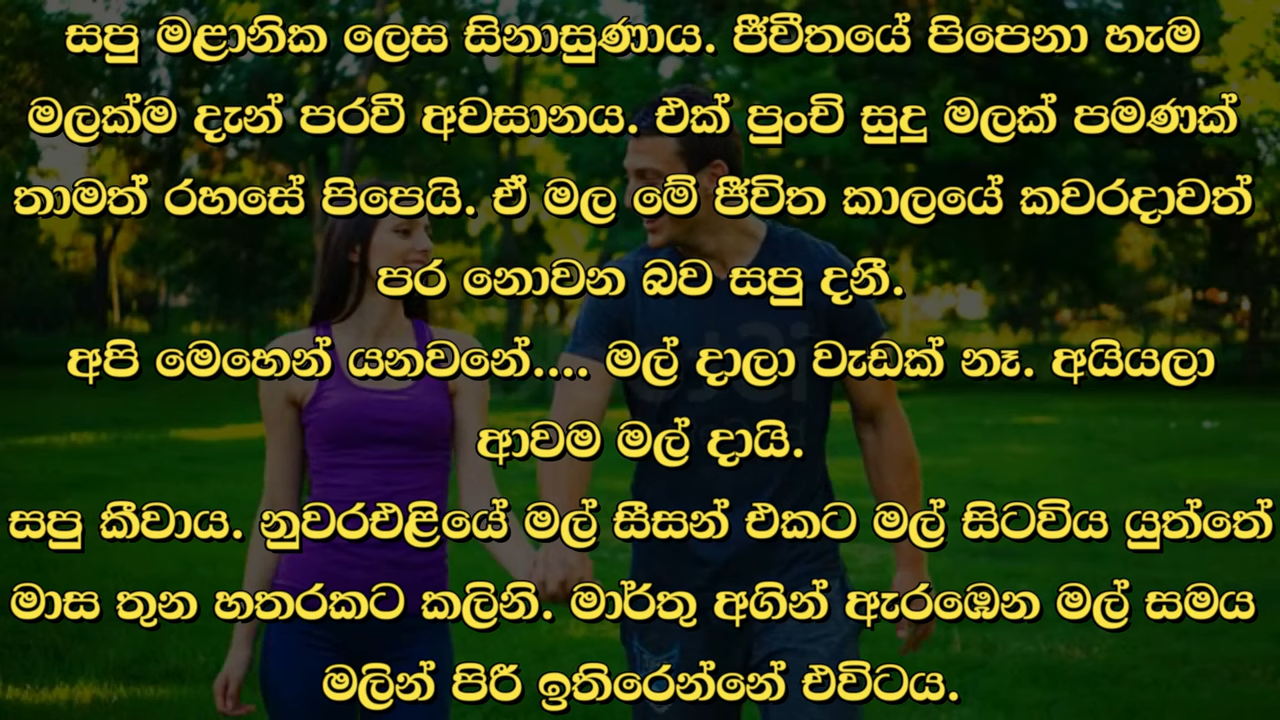 සපු මළානික ලෙස සිනාසුණාය. ජීවීතයේ පිපෙනා හැම
මලක්ම දැන් පරවී අවසානය. එක් පුංචි සුදු මලක් පමණක්
තාමත් රහසේ පිපෙයි. ඒ මල මේ ජීවිත කාලයේ කවරදාවත්
පර නොවන බව සපු දනී.
අපි මෙහෙන් යනවනේ.... මල් දාලා වැඩක් නෑ. අයියලා
ආවම මල් දායි.
සපු කීවාය. නුවරඑළියේ මල් සීසන් එකට මල් සිටවිය යුත්තේ
මාස තුන හතරකට කලිනි. මාර්තු අගින් ඇරඹෙන මල් සමය
මලින් පිරී ඉතිරෙන්නේ එවිටය.